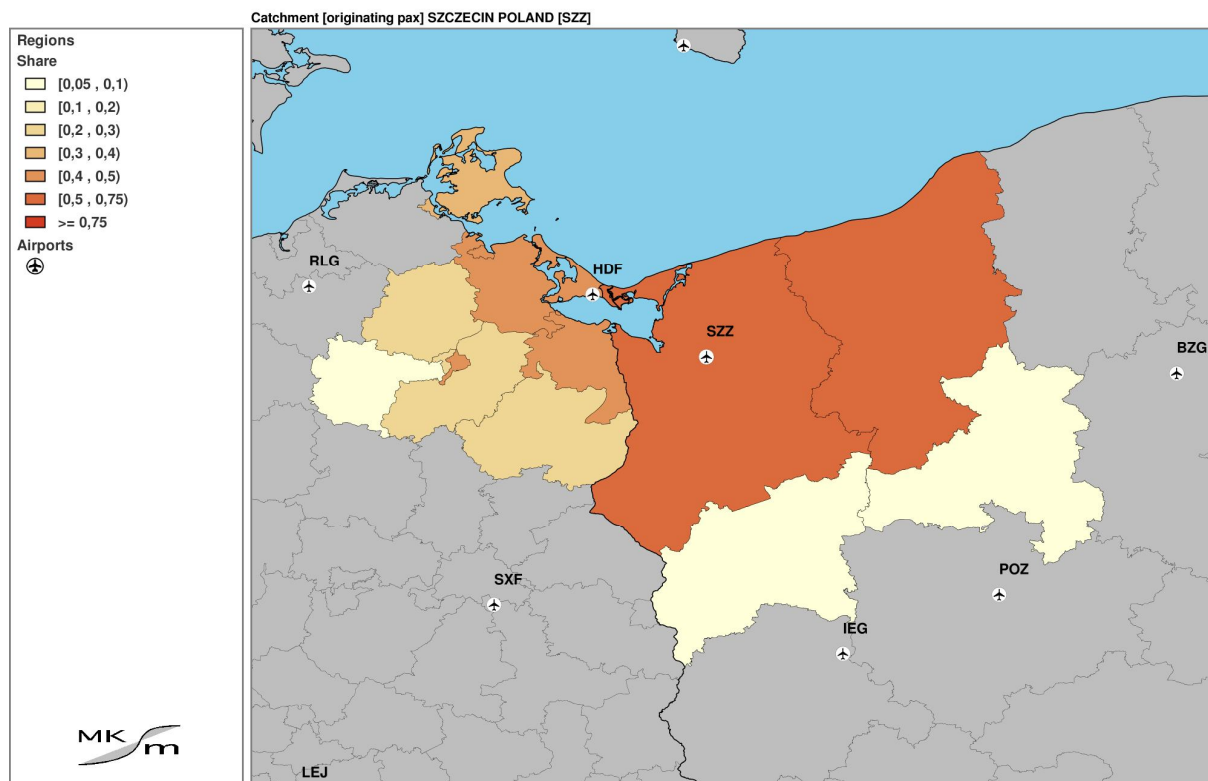 Catchment [originating pax] SZCZECIN POLAND [SZZ]
Regions
Share
[0,05 , 0,1)
[0,1 , 0,2)
[0,2 , 0,3)
[0,3 , 0,4)
[0,4 , 0,5)
[0,5 , 0,75)
>= 0,75
Airports
RLG
HDF
SZZ
BZG
SXF
POZ
IEG
LEJ
MK
m